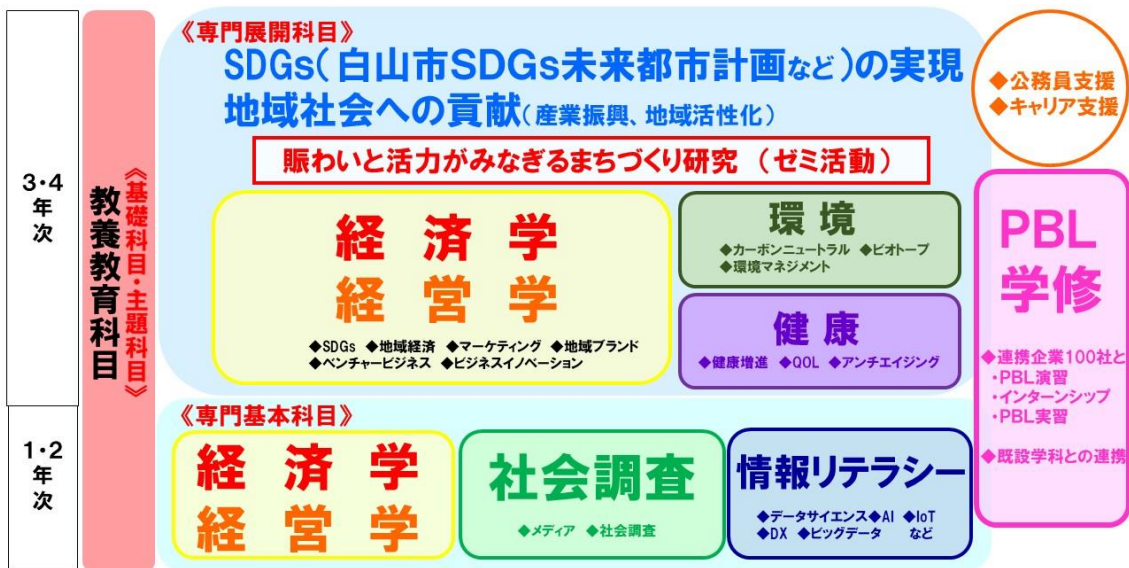 3・4
年
次
1・2
年
次
教養教育科目
《基礎科目・主題科目》
《専門展開科目》
SDGs(白山市SDGs未来都市計画など)の実現
地域社会への貢献(産業振興、地域活性化)
賑わいと活力がみなぎるまちづくり研究 (ゼミ活動)
経済学
経営学
◆SDGs ◆地域経済 ◆マーケティング ◆地域ブランド
◆ベンチャービジネス ◆ビジネスイノベーション
環境
◆カーボンニュートラル ◆ビオトープ
◆環境マネジメント
健康
◆健康増進 ◆QOL ◆アンチエイジング
《専門基本科目》
経済学
経営学
社会調査
◆メディア ◆社会調査
情報リテラシー
◆データサイエンス◆AI ◆IoT
◆DX ◆ビッグデータ など
◆公務員支援
◆キャリア支援
PBL
学修
◆連携企業100社と
・PBL演習
・インターンシップ
・PBL実習
◆既設学科との連携